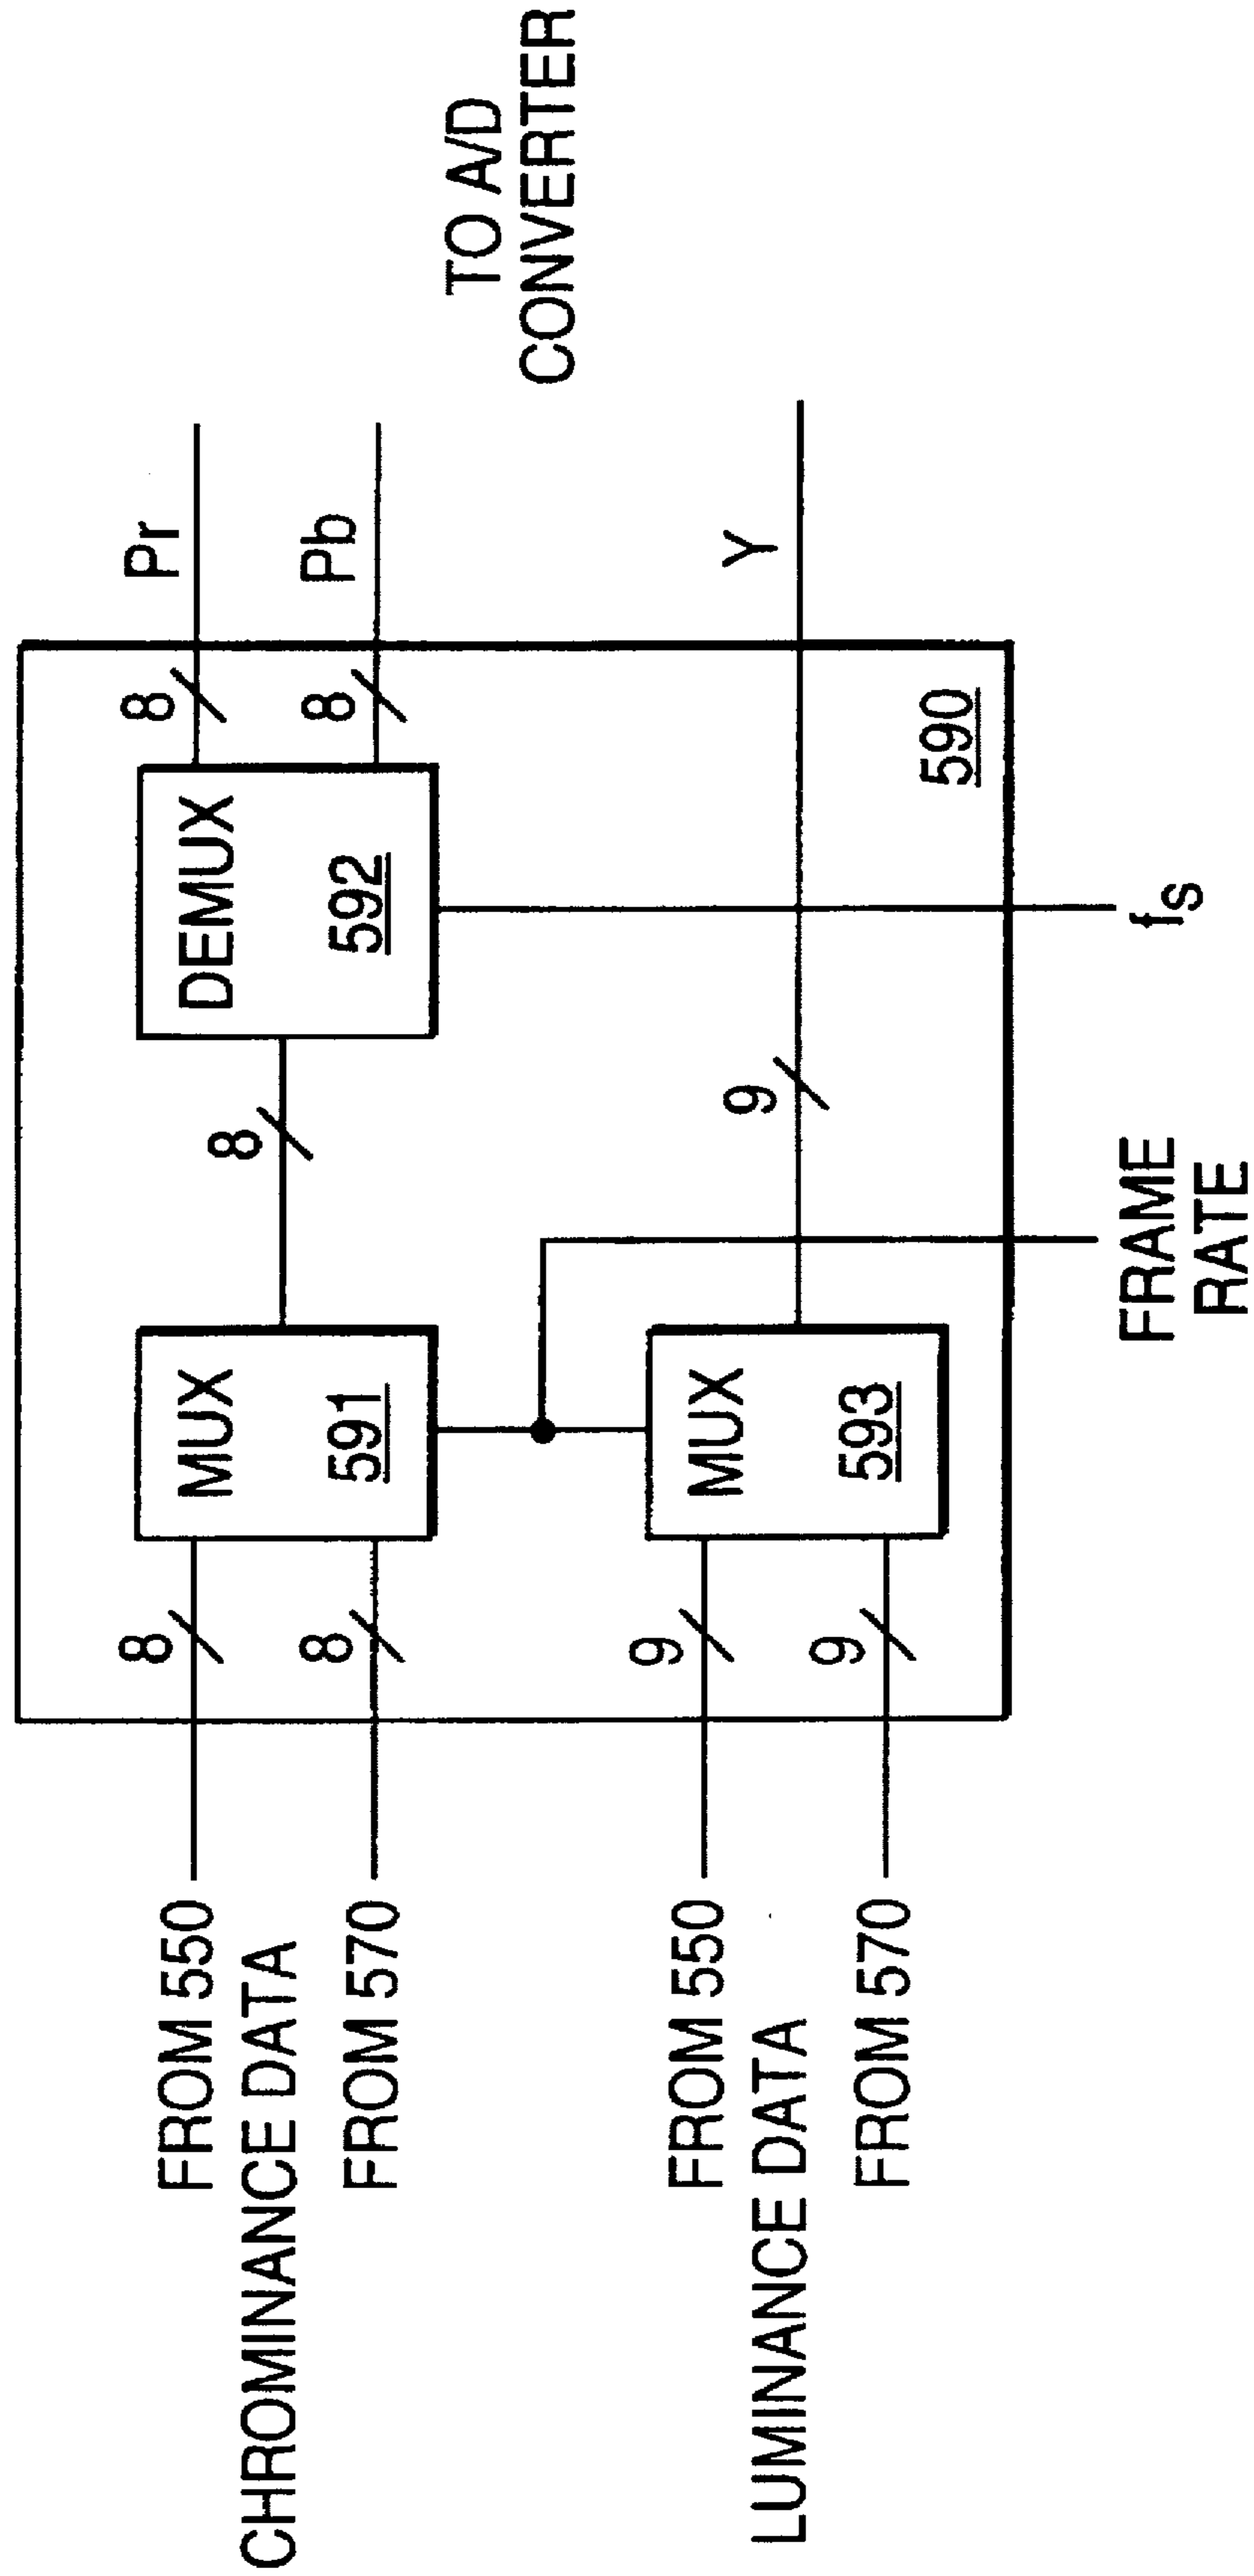 FROM 550
CHROMINANCE DATA
FROM 570
8
8
MUX
591
8
DEMUX
592
8
8
Pr
Pb
TO A/D
CONVERTER
FROM 550
LUMINANCE DATA
FROM 570
9
9
MUX
593
9
Y
590
FRAME
RATE
fS